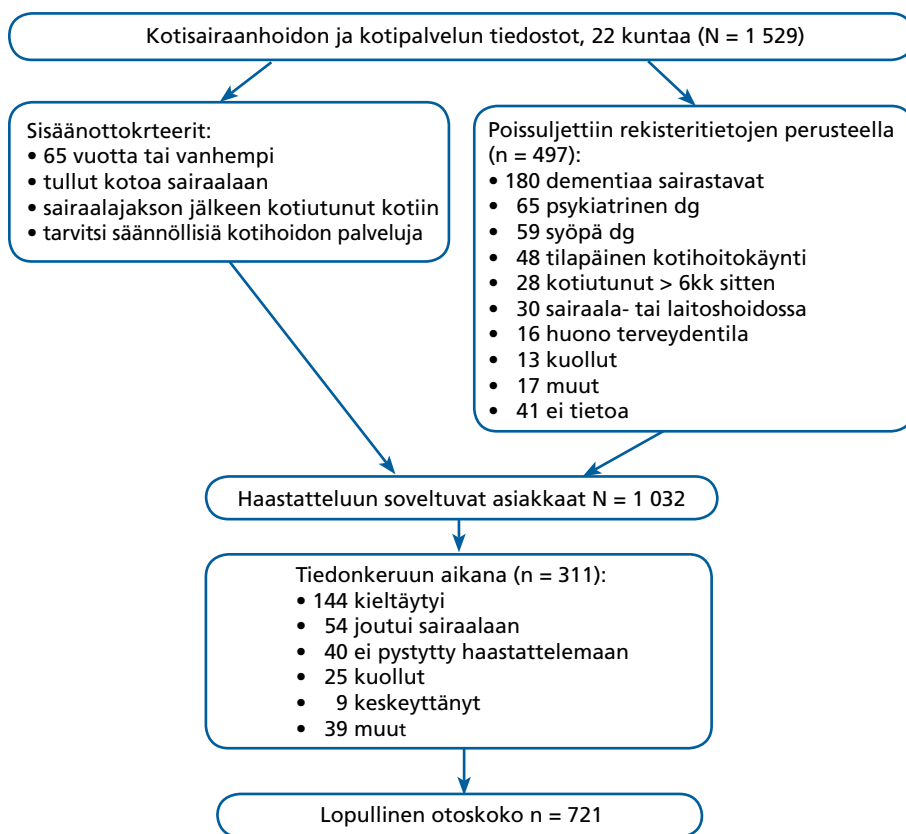 Kotisairaanhoidon ja kotipalvelun tiedostot, 22 kuntaa (N = 1 529)
Sisäänottokrteerit:
• 65 vuotta tai vanhempi
• tullut kotoa sairaalaan
• sairaalajakson jälkeen kotiutunut kotiin
• tarvitsi säännöllisiä kotihoidon palveluja
Poissuljettiin rekisteritietojen perusteella
(n = 497):
• 180 dementiaa sairastavat
• 65 psykiatrinen dg
• 59 syöpä dg
• 48 tilapäinen kotihoitokäynti
• 28 kotiutunut > 6kk sitten
• 30 sairaala- tai laitoshoidossa
• 16 huono terveydentila
• 13 kuollut
• 17 muut
• 41 ei tietoa
Haastatteluun soveltuvat asiakkaat N = 1 032
Tiedonkeruun aikana (n = 311):
• 144 kieltäytyi
• 54 joutui sairaalaan
• 40 ei pystytty haastattelemaan
• 25 kuollut
• 9 keskeyttänyt
• 39 muut
Lopullinen otoskoko n = 721